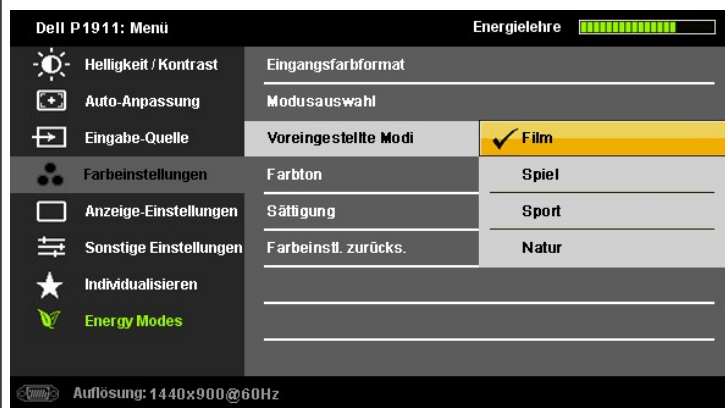 Dell P1911: Menü
Energielehre
Helligkeit / Kontrast
Eingangsfarbformat
Auto-Anpassung
Modusauswahl
Eingabe-Quelle
Voreingestellte Modi
Film
Farbeinstellungen
Farbton
Spiel
Anzeige-Einstellungen
Sättigung
Sport
Sonstige Einstellungen
Farbeinstl. zurücks.
Natur
Individualisieren
Energy Modes
Auflösung: 1440x900@60Hz